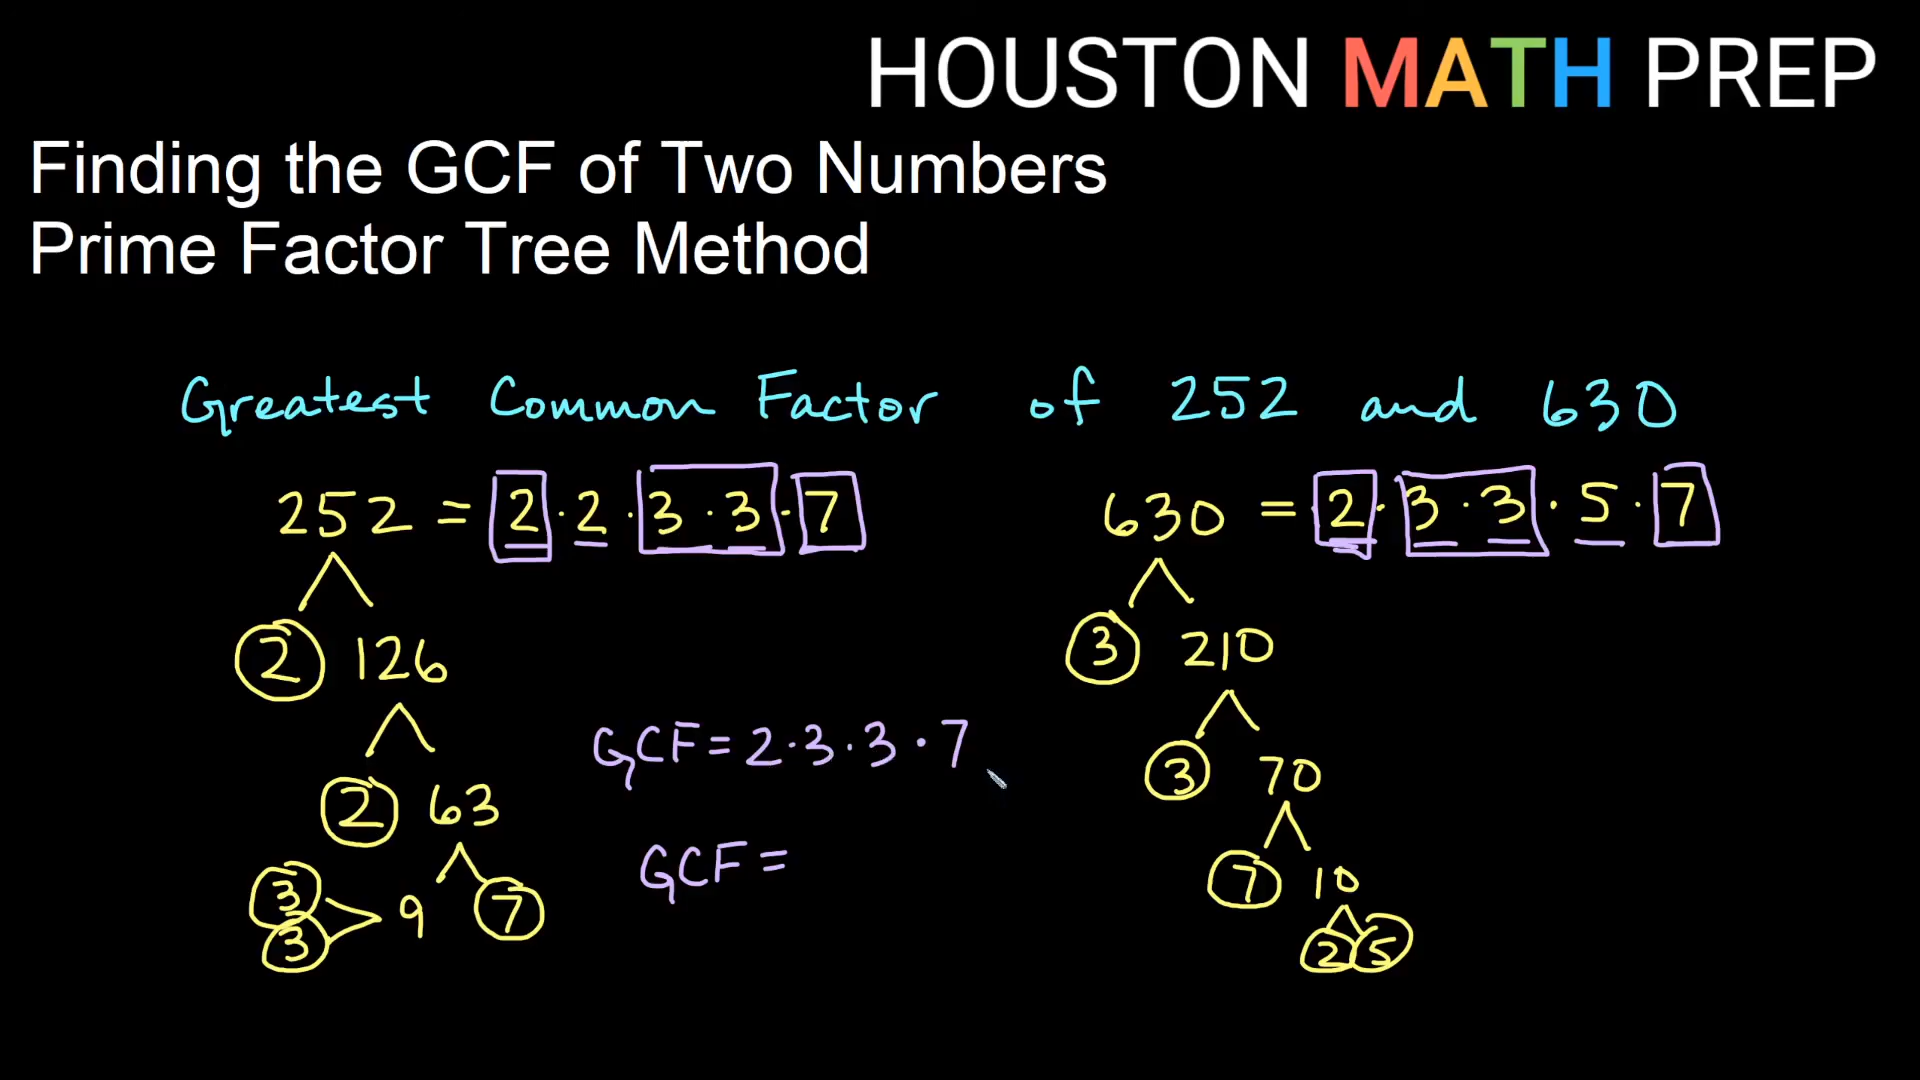 HOUSTON MATH PREP
Finding the GCF of Two Numbers
Prime Factor Tree Method
Greatest Common Factor of 252 and 630
252 = 2 · 2 · 3 · 3 · 7
630 = 2 · 3 · 3 · 5 · 7
2 126
3 210
2 63
GCF = 2 · 3 · 3 · 7
3 70
3
3
9 7
GCF =
7 10
2 5